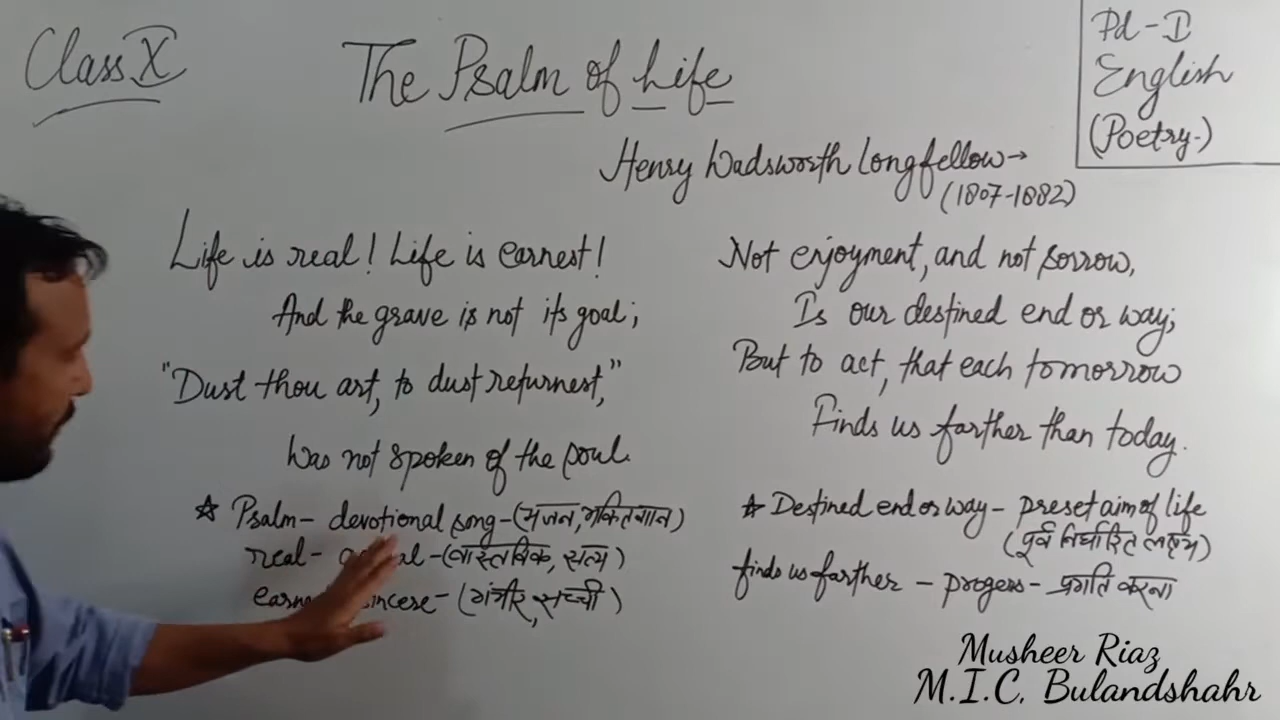 Class X
The Psalm of Life
Pd - I
English
(Poetry.)
Henry Wadsworth Longfellow→
(1807-1882)
Life is real! Life is earnest!
And the grave is not its goal;
"Dust thou art, to dust returnest,"
Was not spoken of the soul.
Not enjoyment, and not sorrow,
Is our destined end or way;
But to act, that each tomorrow
Finds us farther than today.
☆ Psalm - devotional song - (भजन, भक्तिगान)
real - - (वास्तविक, सत्य)
- (गंभीर, सच्ची)
☆ Destined end or way - preset aim of life
(पूर्व निर्धारित लक्ष्य)
finds us farther - progess - प्रगति करना
Musheer Riaz
M.I.C. Bulandshahr